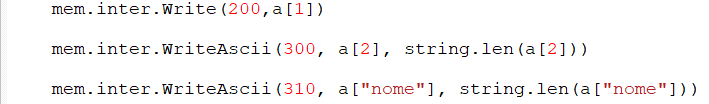 mem.inter.Write(200,a[1])
mem.inter.WriteAscii(300, a[2], string.len(a[2]))
mem.inter.WriteAscii(310, a["nome"], string.len(a["nome"]))